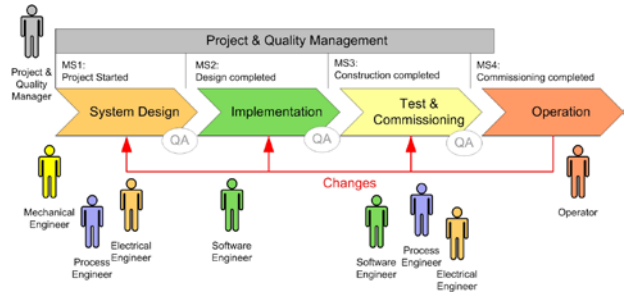 Project & Quality Management
Project &
Quality
Manager
MS1:
Project Started
MS2:
Design completed
MS3:
Construction completed
MS4:
Commissioning completed
System Design
Implementation
Test &
Commissioning
Operation
QA
QA
QA
Changes
Mechanical
Engineer
Process
Engineer
Electrical
Engineer
Software
Engineer
Software
Engineer
Process
Engineer
Electrical
Engineer
Operator